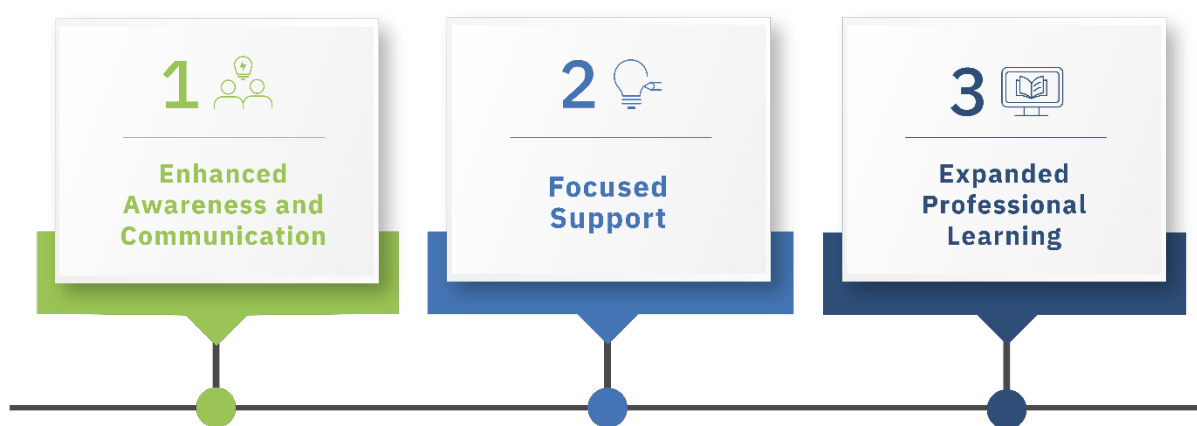 1
Enhanced
Awareness and
Communication
2
Focused
Support
3
Expanded
Professional
Learning